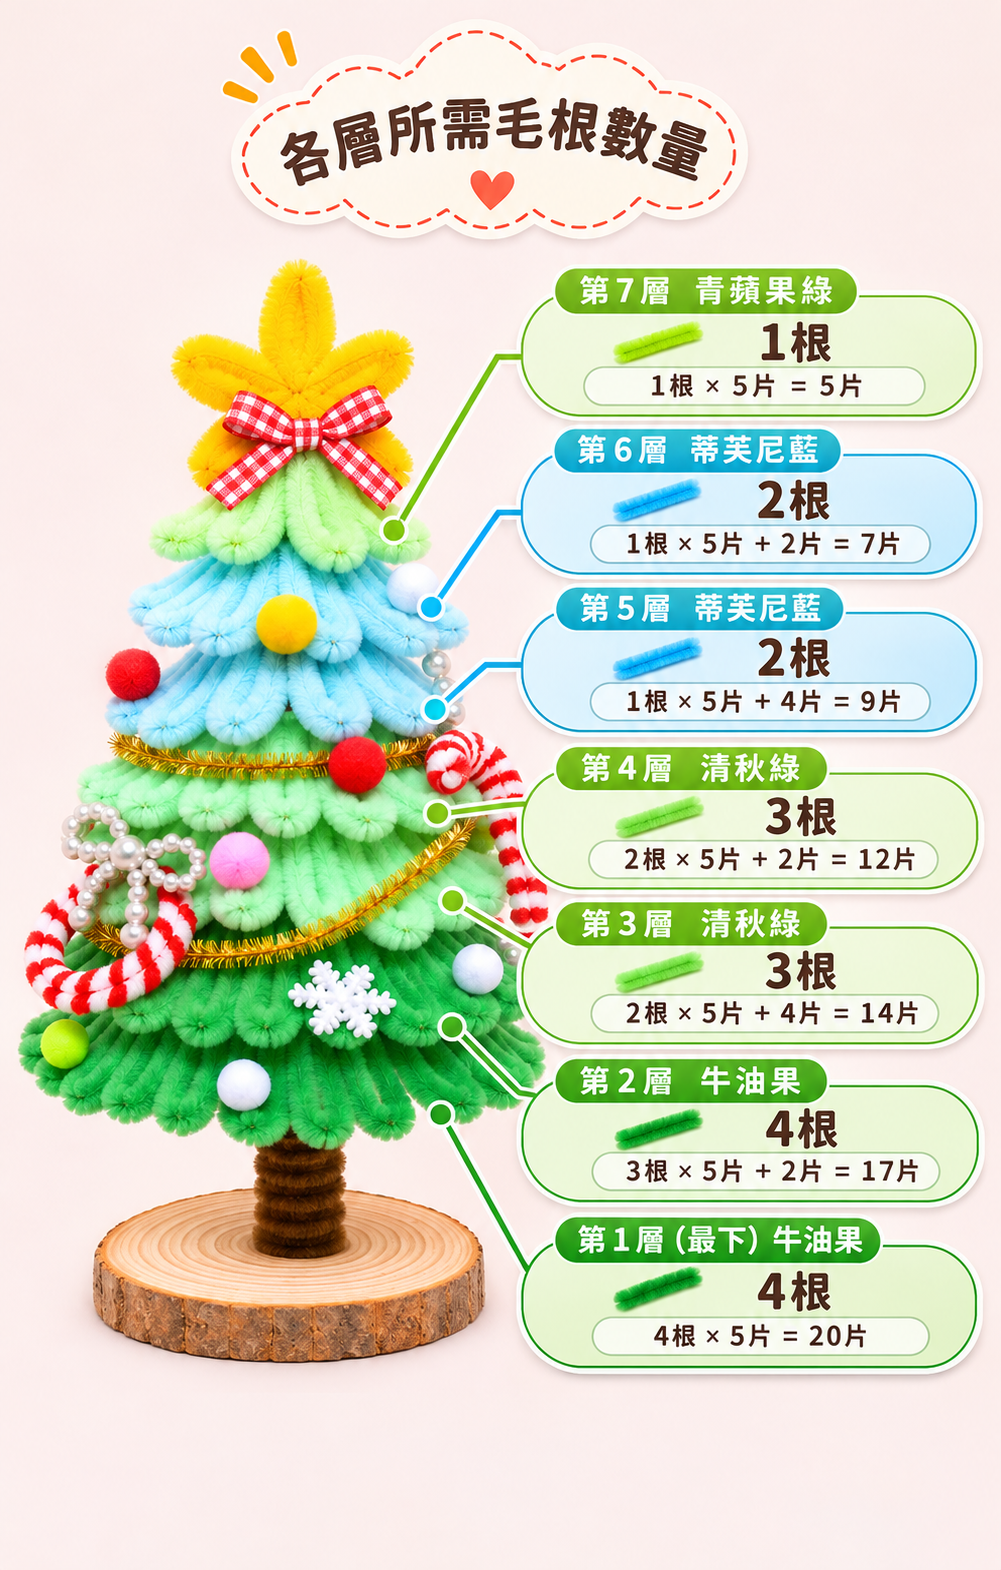 各層所需毛根數量
第7層 青蘋果綠
1根
1根 × 5片 = 5片
第6層 蒂芙尼藍
2根
1根 × 5片 + 2片 = 7片
第5層 蒂芙尼藍
2根
1根 × 5片 + 4片 = 9片
第4層 清秋綠
3根
2根 × 5片 + 2片 = 12片
第3層 清秋綠
3根
2根 × 5片 + 4片 = 14片
第2層 牛油果
4根
3根 × 5片 + 2片 = 17片
第1層 (最下) 牛油果
4根
4根 × 5片 = 20片